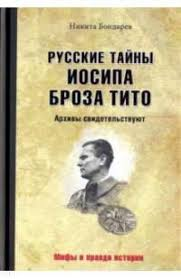 Никита Бондарев
РУССКИЕ ТАЙНЫ
ИОСИПА
БРОЗА ТИТО
Архивы свидетельствуют
Мифы и правда истории